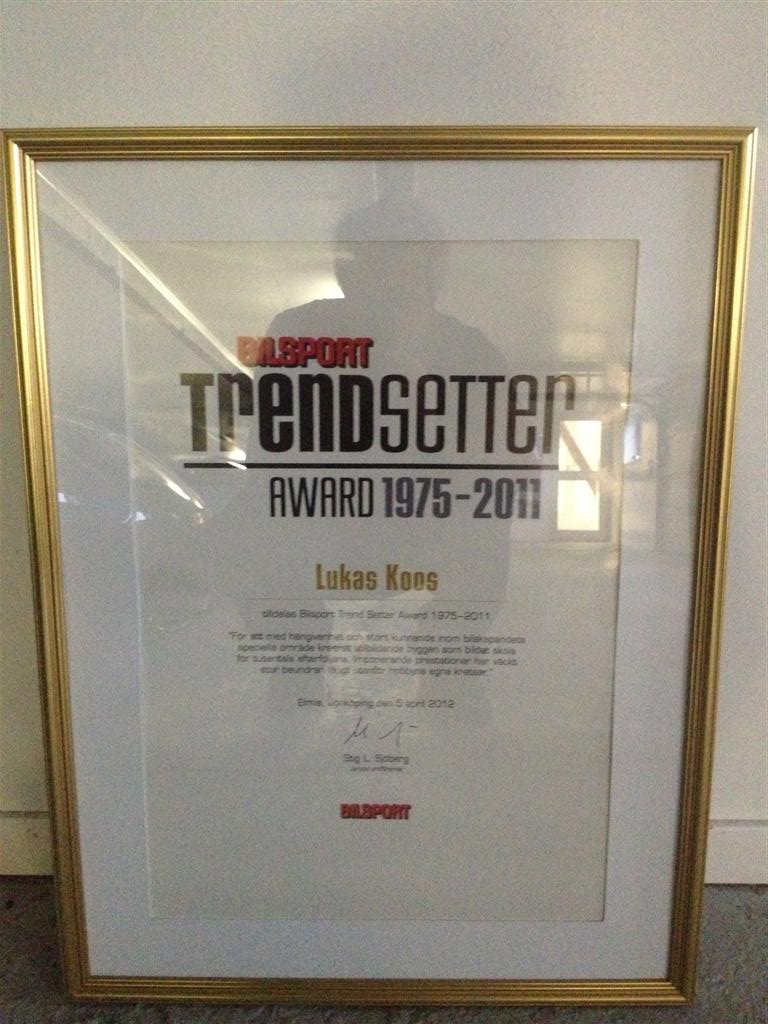 BILSPORT
TrenDSETTer
AWARD 1975-2011
Lukas Koos
tilldelas Bilsport Trend Setter Award 1975-2011
"För att med hängivenhet och stort kunnande inom bilskapandets
speciella område kreerat stilbildande byggen som bildat skola
för tusentals efterföljare. Imponerande prestationer har väckt
stor beundran långt utanför hobbyns egna kretsar."
Elmia, Jönköping den 5 april 2012
Stig L. Sjöberg
BILSPORT